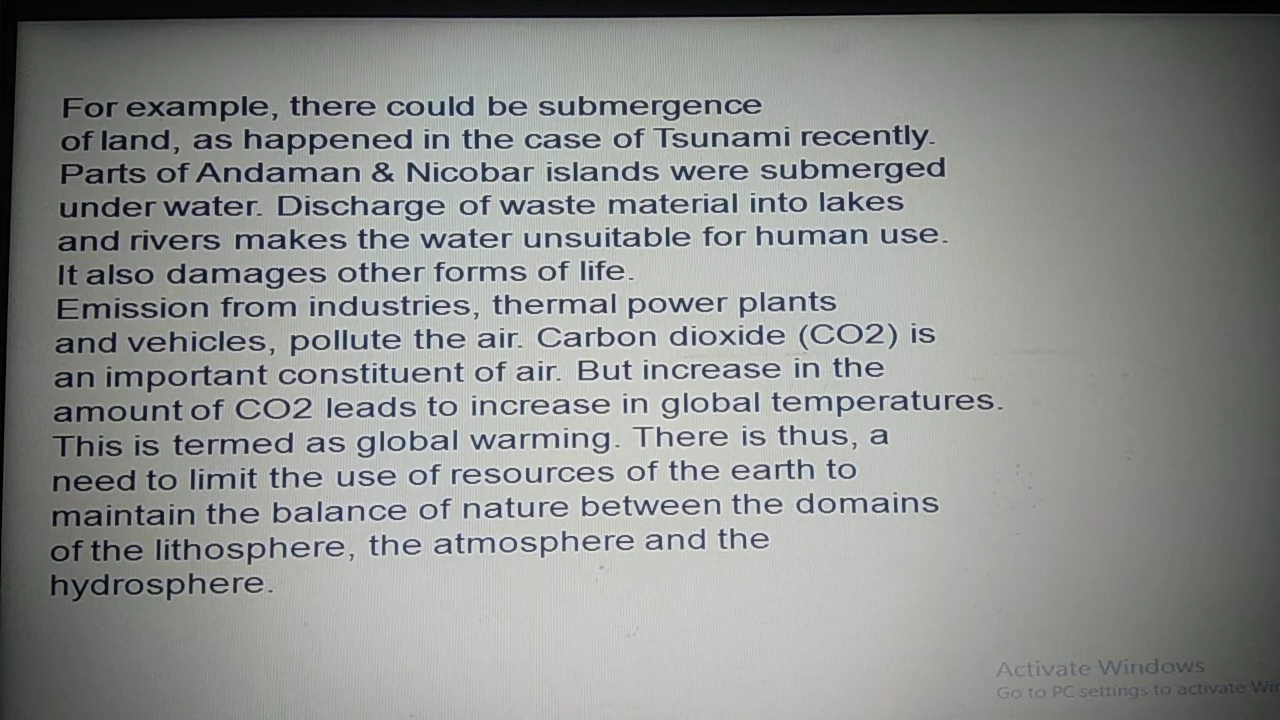 For example, there could be submergence
of land, as happened in the case of Tsunami recently.
Parts of Andaman & Nicobar islands were submerged
under water. Discharge of waste material into lakes
and rivers makes the water unsuitable for human use.
It also damages other forms of life.
Emission from industries, thermal power plants
and vehicles, pollute the air. Carbon dioxide (CO2) is
an important constituent of air. But increase in the
amount of CO2 leads to increase in global temperatures.
This is termed as global warming. There is thus, a
need to limit the use of resources of the earth to
maintain the balance of nature between the domains
of the lithosphere, the atmosphere and the
hydrosphere.
Activate Windows
Go to PC settings to activate Win